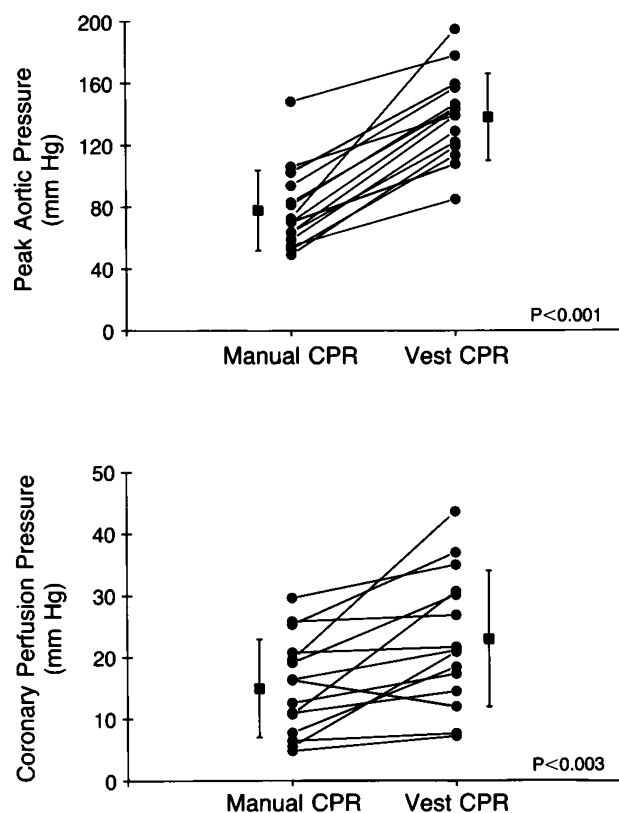 Peak Aortic Pressure
(mm Hg)
200
160
120
80
40
0
P<0.001
Manual CPR Vest CPR
Coronary Perfusion Pressure
(mm Hg)
50
40
30
20
10
0
P<0.003
Manual CPR Vest CPR